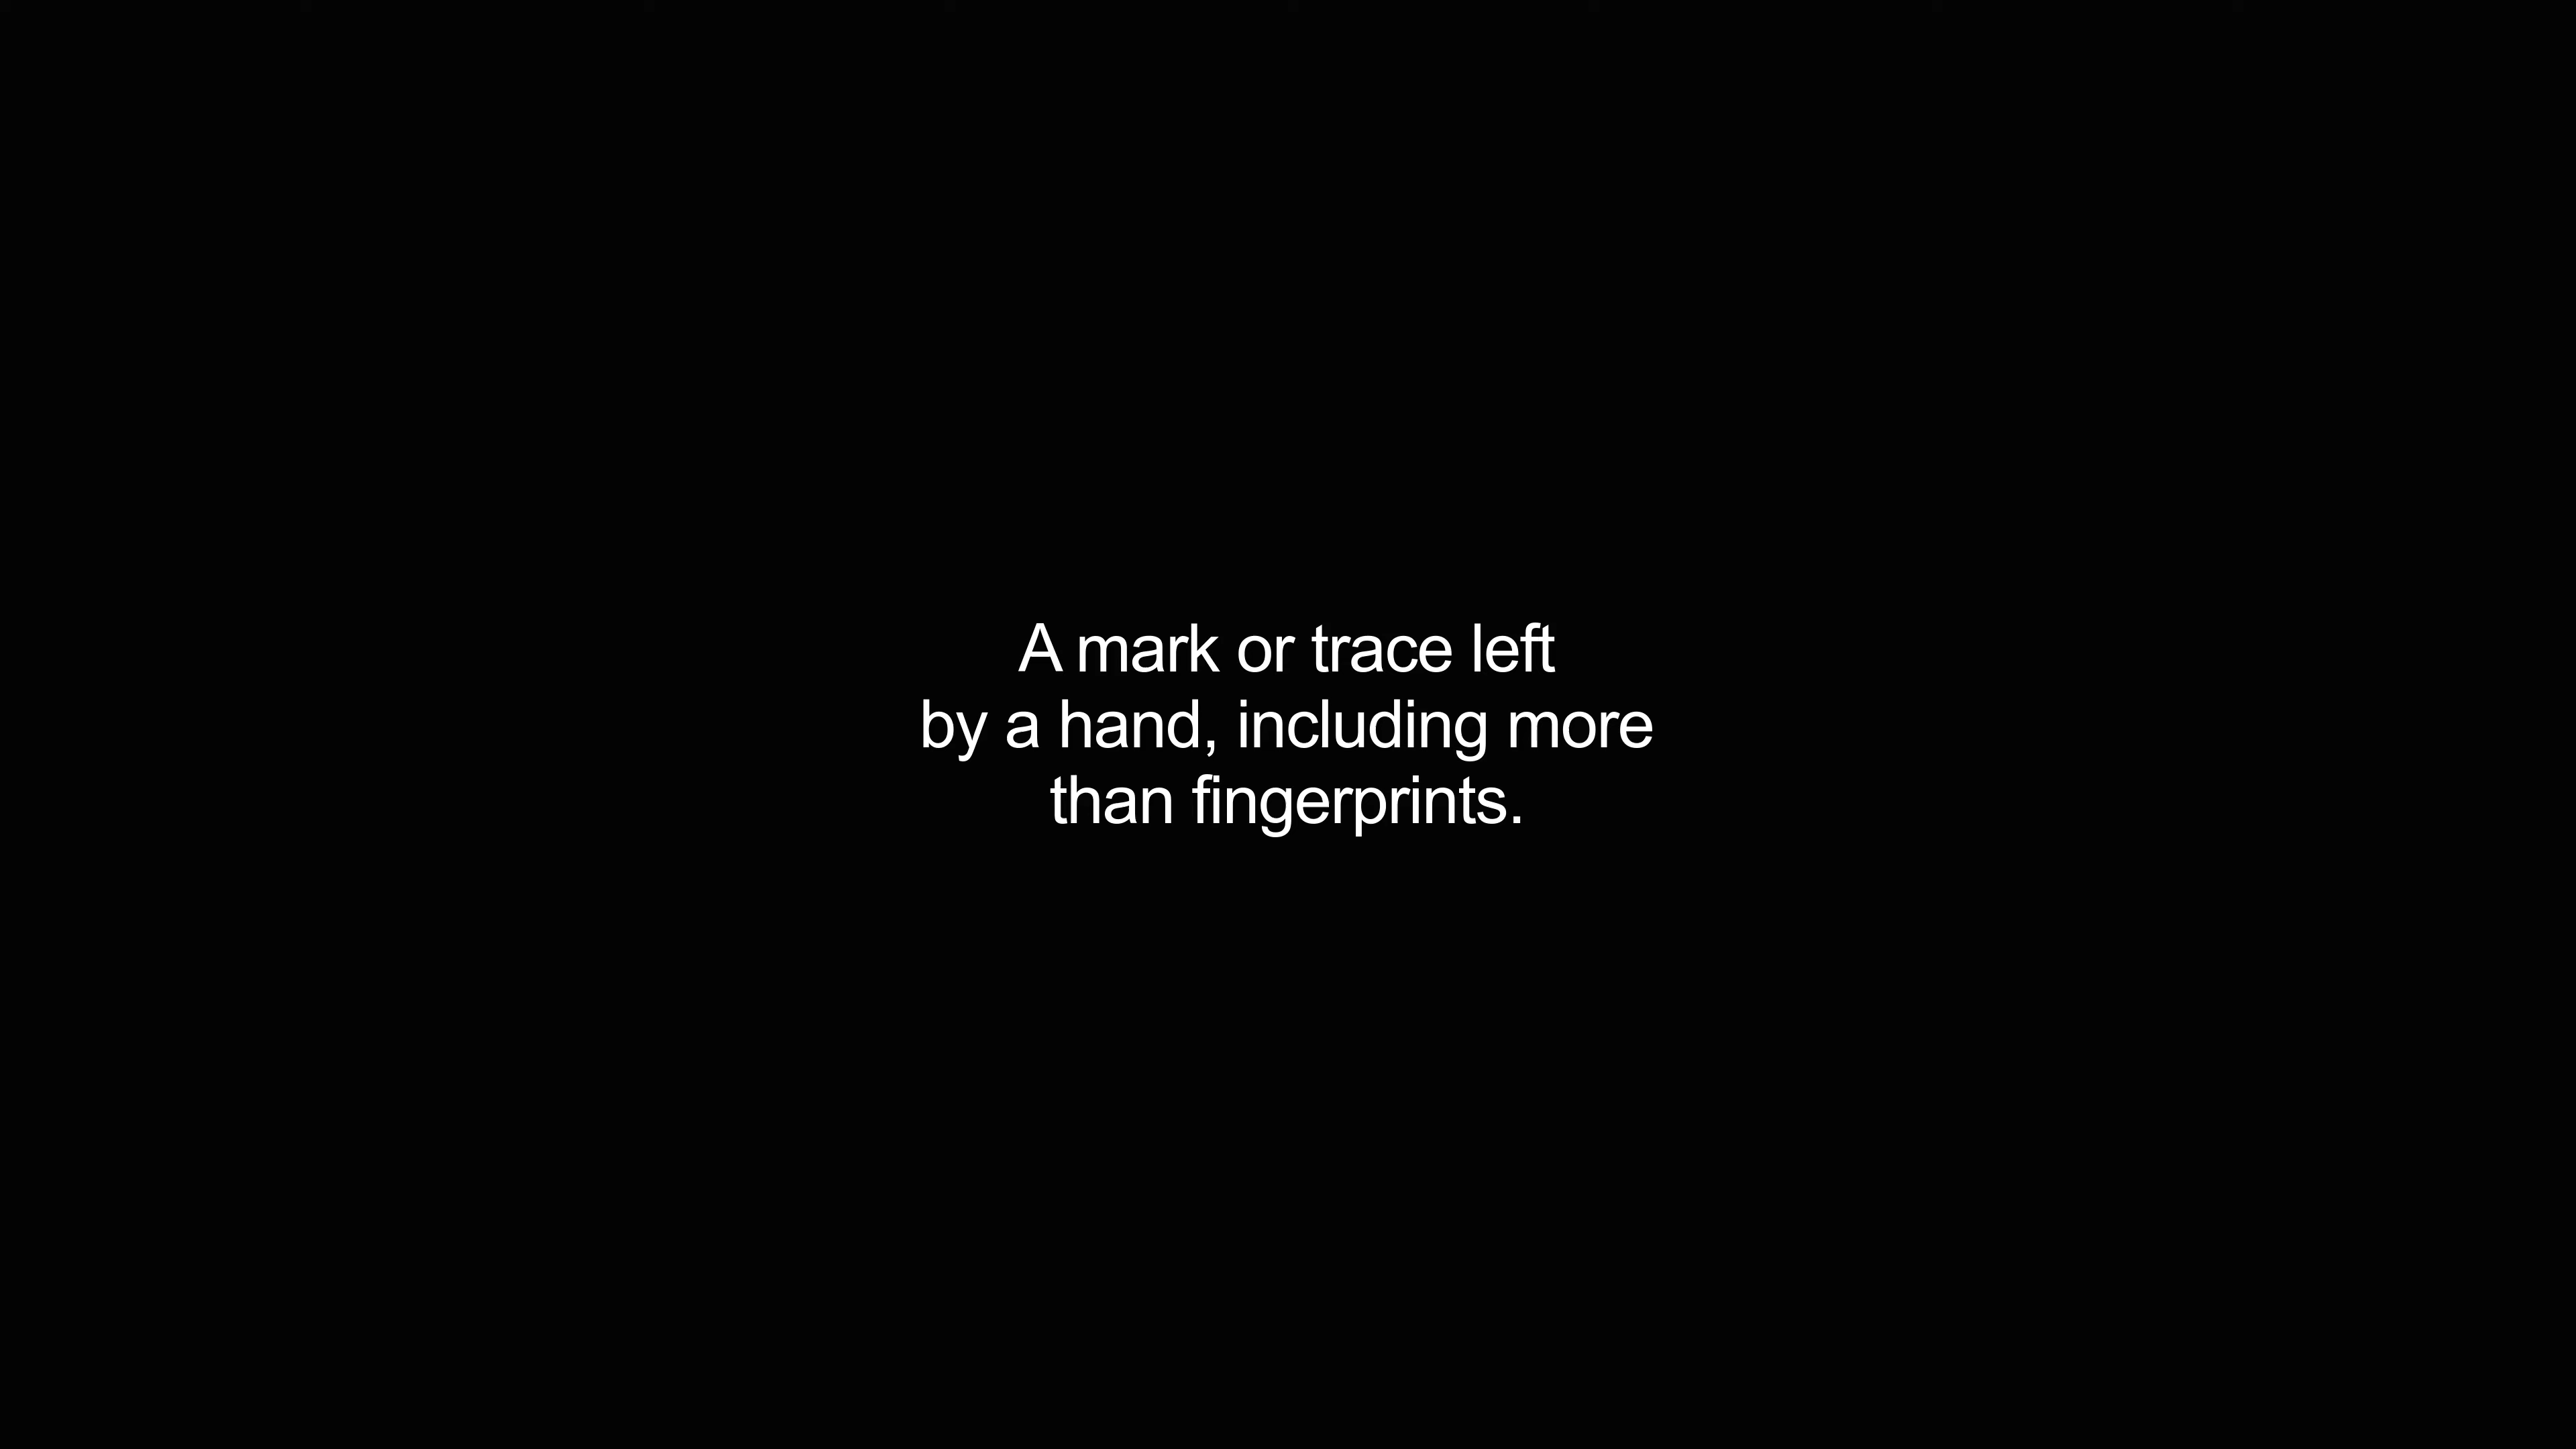 A mark or trace left
by a hand, including more
than fingerprints.